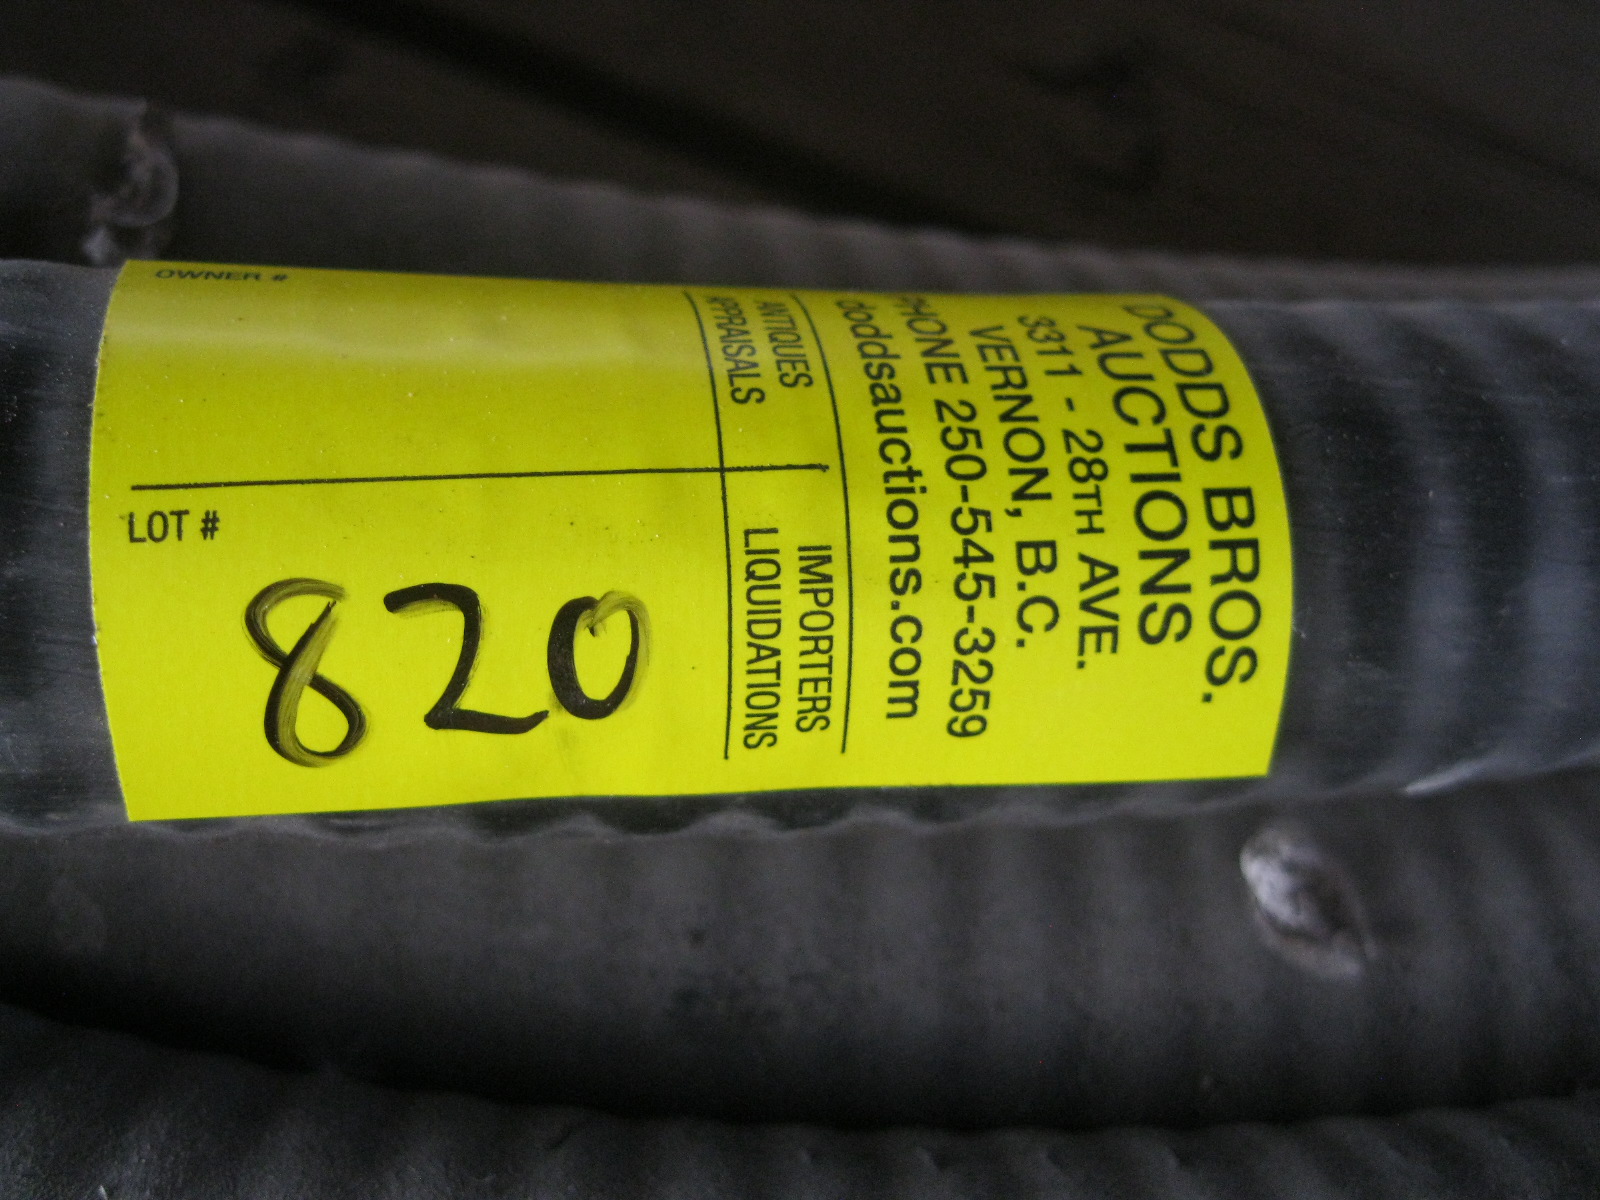 DODDS BROS.
AUCTIONS
3311 - 28TH AVE.
VERNON, B.C.
PHONE 250-545-3259
doddsauctions.com
ANTIQUES
APPRAISALS
IMPORTERS
LIQUIDATIONS
OWNER #
LOT #
820